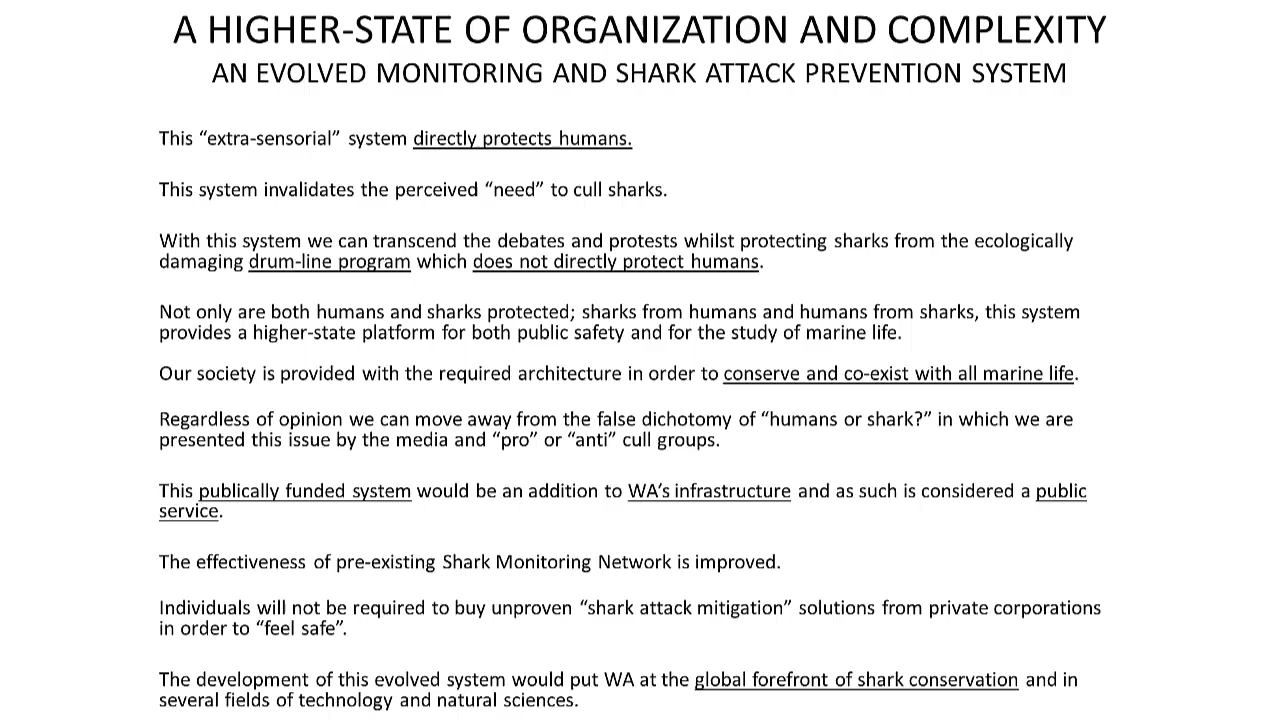 A HIGHER-STATE OF ORGANIZATION AND COMPLEXITY
AN EVOLVED MONITORING AND SHARK ATTACK PREVENTION SYSTEM
This “extra-sensorial” system directly protects humans.
This system invalidates the perceived “need” to cull sharks.
With this system we can transcend the debates and protests whilst protecting sharks from the ecologically
damaging drum-line program which does not directly protect humans.
Not only are both humans and sharks protected; sharks from humans and humans from sharks, this system
provides a higher-state platform for both public safety and for the study of marine life.
Our society is provided with the required architecture in order to conserve and co-exist with all marine life.
Regardless of opinion we can move away from the false dichotomy of “humans or shark?” in which we are
presented this issue by the media and “pro” or “anti” cull groups.
This publically funded system would be an addition to WA’s infrastructure and as such is considered a public
service.
The effectiveness of pre-existing Shark Monitoring Network is improved.
Individuals will not be required to buy unproven “shark attack mitigation” solutions from private corporations
in order to “feel safe”.
The development of this evolved system would put WA at the global forefront of shark conservation and in
several fields of technology and natural sciences.